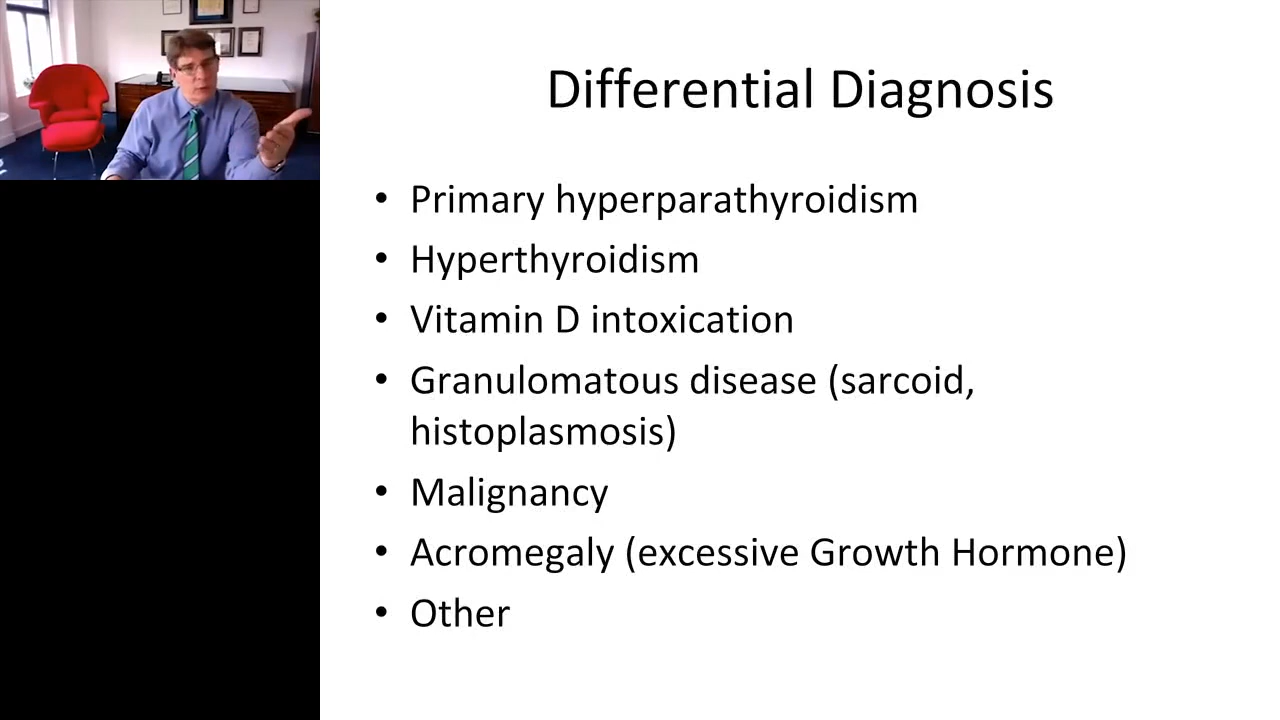 Differential Diagnosis
• Primary hyperparathyroidism
• Hyperthyroidism
• Vitamin D intoxication
• Granulomatous disease (sarcoid,
histoplasmosis)
• Malignancy
• Acromegaly (excessive Growth Hormone)
• Other